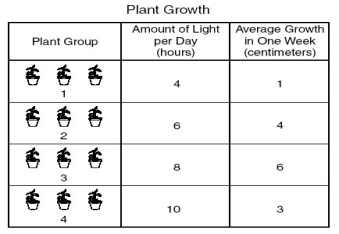 Plant Growth
Plant Group
Amount of Light
per Day
(hours)
Average Growth
in One Week
(centimeters)
1
4
1
2
6
4
3
8
6
4
10
3